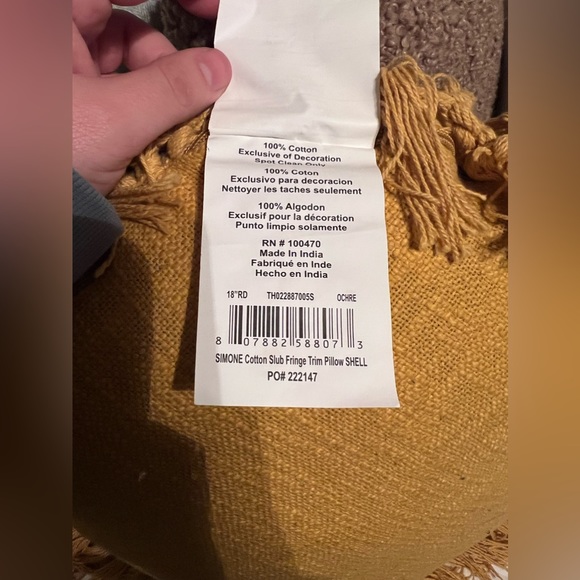 100% Cotton
Exclusive of Decoration
Spot Clean Only
100% Coton
Exclusivo para decoracion
Nettoyer les taches seulement
100% Algodon
Exclusif pour la décoration
Punto limpio solamente
RN # 100470
Made In India
Fabriqué en Inde
Hecho en India
18"RD TH022887005S OCHRE
8 07882 58807 3
SIMONE Cotton Slub Fringe Trim Pillow SHELL
PO# 222147